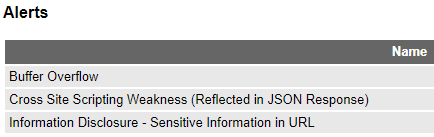 Alerts
Name
Buffer Overflow
Cross Site Scripting Weakness (Reflected in JSON Response)
Information Disclosure - Sensitive Information in URL